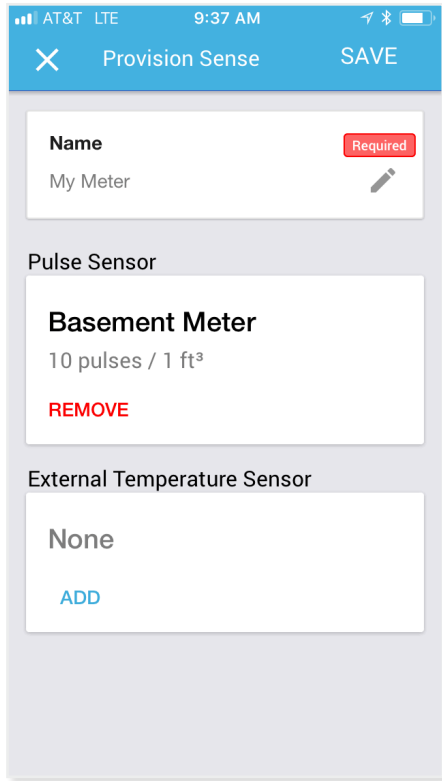 AT&T LTE 9:37 AM
Provision Sense SAVE
Name Required
My Meter
Pulse Sensor
Basement Meter
10 pulses / 1 ft³
REMOVE
External Temperature Sensor
None
ADD